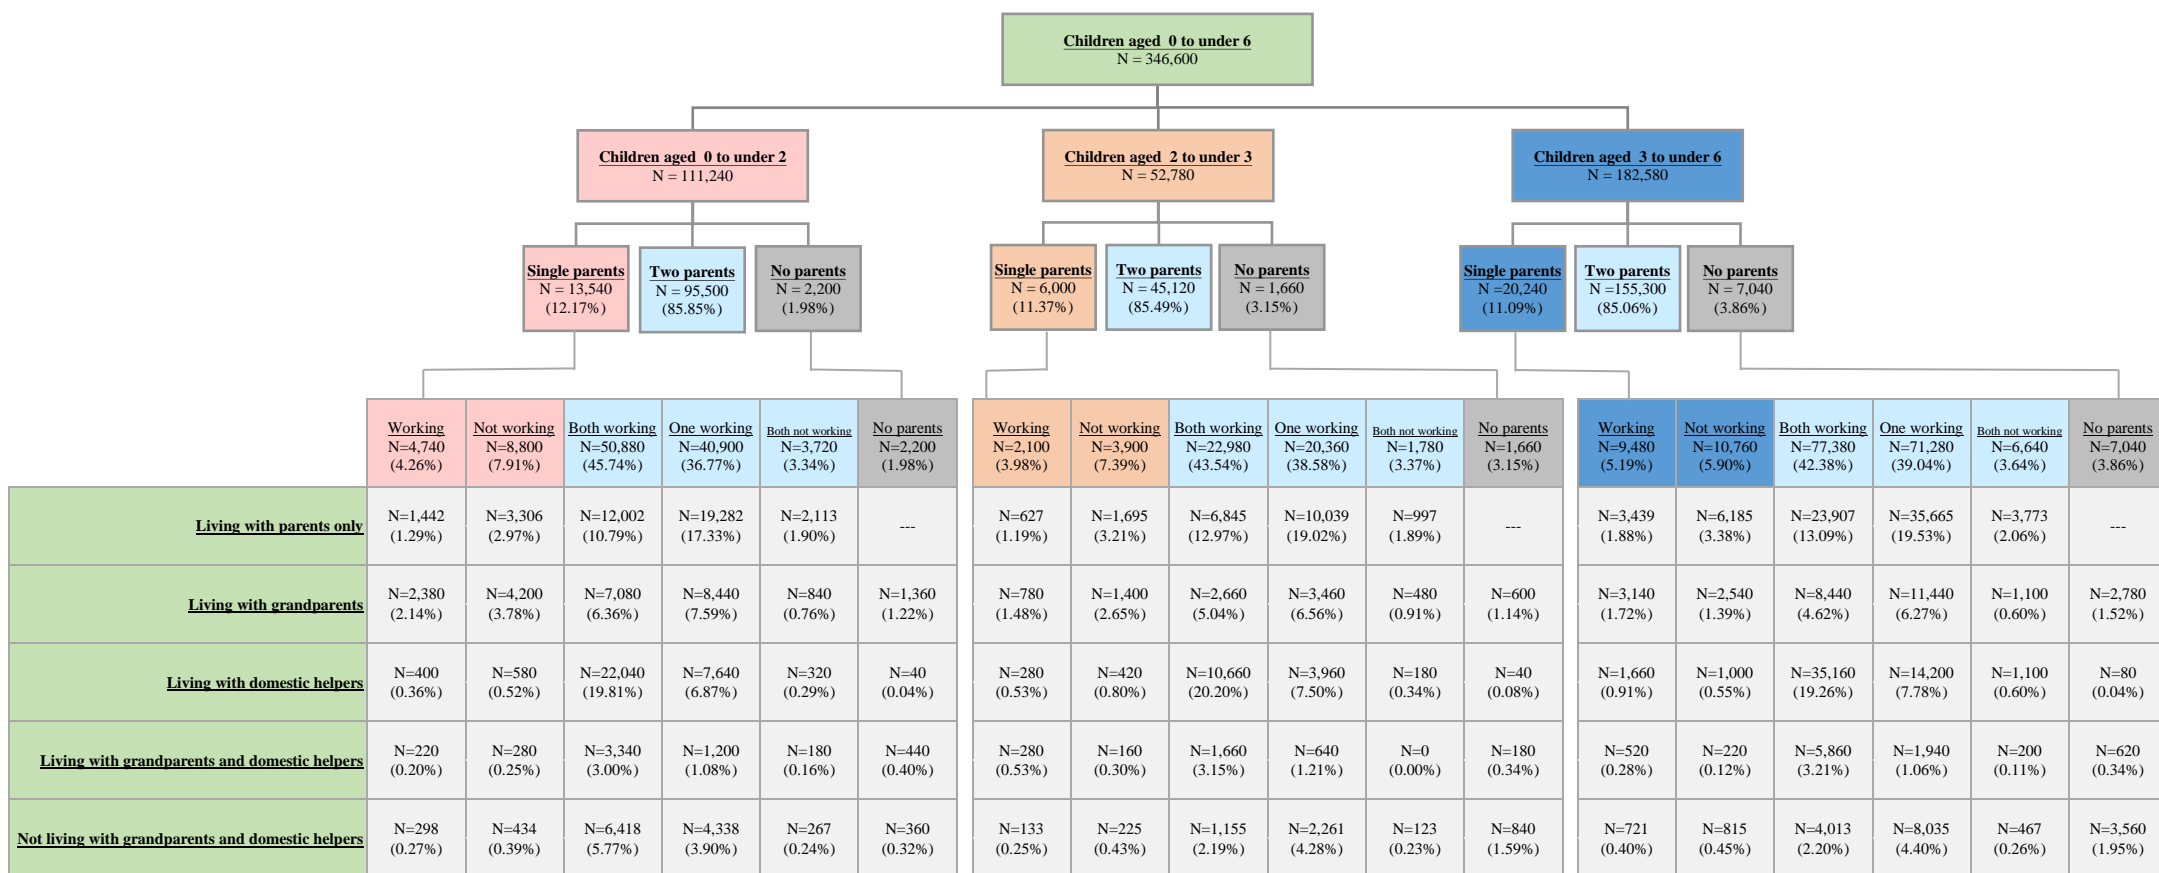 Children aged  0 to under 6
N = 346,600
Children aged  0 to under 2
N = 111,240
Children aged  2 to under 3
N = 52,780
Children aged  3 to under 6
N = 182,580
Single parents
N = 13,540
(12.17%)
Two parents
N = 95,500
(85.85%)
No parents
N = 2,200
(1.98%)
Single parents
N = 6,000
(11.37%)
Two parents
N = 45,120
(85.49%)
No parents
N = 1,660
(3.15%)
Single parents
N =20,240
(11.09%)
Two parents
N =155,300
(85.06%)
No parents
N = 7,040
(3.86%)
Working
N=4,740
(4.26%)
Not working
N=8,800
(7.91%)
Both working
N=50,880
(45.74%)
One working
N=40,900
(36.77%)
Both not working
N=3,720
(3.34%)
No parents
N=2,200
(1.98%)
Working
N=2,100
(3.98%)
Not working
N=3,900
(7.39%)
Both working
N=22,980
(43.54%)
One working
N=20,360
(38.58%)
Both not working
N=1,780
(3.37%)
No parents
N=1,660
(3.15%)
Working
N=9,480
(5.19%)
Not working
N=10,760
(5.90%)
Both working
N=77,380
(42.38%)
One working
N=71,280
(39.04%)
Both not working
N=6,640
(3.64%)
No parents
N=7,040
(3.86%)
Living with parents only
N=1,442
(1.29%)
N=3,306
(2.97%)
N=12,002
(10.79%)
N=19,282
(17.33%)
N=2,113
(1.90%)
---
N=627
(1.19%)
N=1,695
(3.21%)
N=6,845
(12.97%)
N=10,039
(19.02%)
N=997
(1.89%)
---
N=3,439
(1.88%)
N=6,185
(3.38%)
N=23,907
(13.09%)
N=35,665
(19.53%)
N=3,773
(2.06%)
---
Living with grandparents
N=2,380
(2.14%)
N=4,200
(3.78%)
N=7,080
(6.36%)
N=8,440
(7.59%)
N=840
(0.76%)
N=1,360
(1.22%)
N=780
(1.48%)
N=1,400
(2.65%)
N=2,660
(5.04%)
N=3,460
(6.56%)
N=480
(0.91%)
N=600
(1.14%)
N=3,140
(1.72%)
N=2,540
(1.39%)
N=8,440
(4.62%)
N=11,440
(6.27%)
N=1,100
(0.60%)
N=2,780
(1.52%)
Living with domestic helpers
N=400
(0.36%)
N=580
(0.52%)
N=22,040
(19.81%)
N=7,640
(6.87%)
N=320
(0.29%)
N=40
(0.04%)
N=280
(0.53%)
N=420
(0.80%)
N=10,660
(20.20%)
N=3,960
(7.50%)
N=180
(0.34%)
N=40
(0.08%)
N=1,660
(0.91%)
N=1,000
(0.55%)
N=35,160
(19.26%)
N=14,200
(7.78%)
N=1,100
(0.60%)
N=80
(0.04%)
Living with grandparents and domestic helpers
N=220
(0.20%)
N=280
(0.25%)
N=3,340
(3.00%)
N=1,200
(1.08%)
N=180
(0.16%)
N=440
(0.40%)
N=280
(0.53%)
N=160
(0.30%)
N=1,660
(3.15%)
N=640
(1.21%)
N=0
(0.00%)
N=180
(0.34%)
N=520
(0.28%)
N=220
(0.12%)
N=5,860
(3.21%)
N=1,940
(1.06%)
N=200
(0.11%)
N=620
(0.34%)
Not living with grandparents and domestic helpers
N=298
(0.27%)
N=434
(0.39%)
N=6,418
(5.77%)
N=4,338
(3.90%)
N=267
(0.24%)
N=360
(0.32%)
N=133
(0.25%)
N=225
(0.43%)
N=1,155
(2.19%)
N=2,261
(4.28%)
N=123
(0.23%)
N=840
(1.59%)
N=721
(0.40%)
N=815
(0.45%)
N=4,013
(2.20%)
N=8,035
(4.40%)
N=467
(0.26%)
N=3,560
(1.95%)